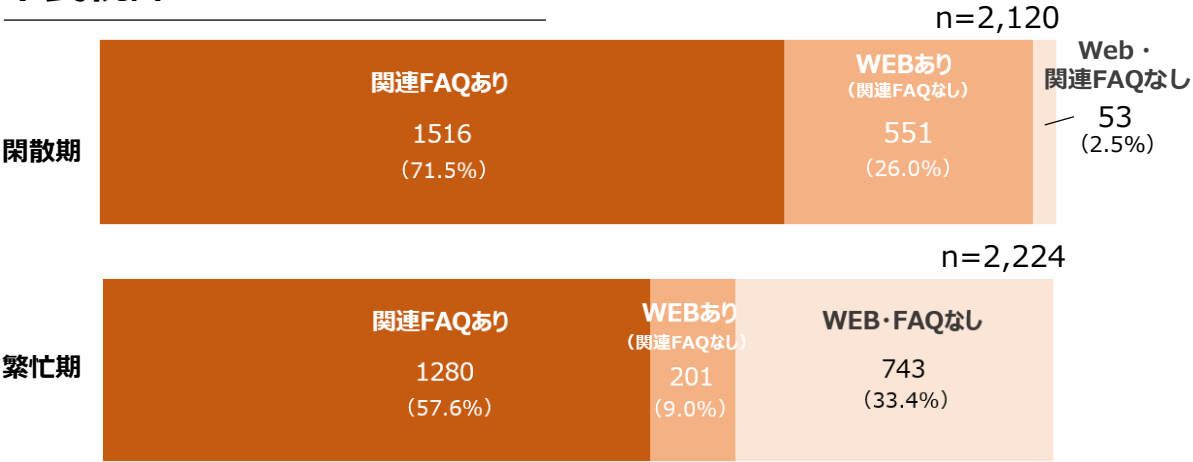 n=2,120
関連FAQあり
1516
(71.5%)
WEBあり
(関連FAQなし)
551
(26.0%)
Web・
関連FAQなし
53
(2.5%)
閑散期
n=2,224
関連FAQあり
1280
(57.6%)
WEBあり
(関連FAQなし)
201
(9.0%)
WEB・FAQなし
743
(33.4%)
繁忙期